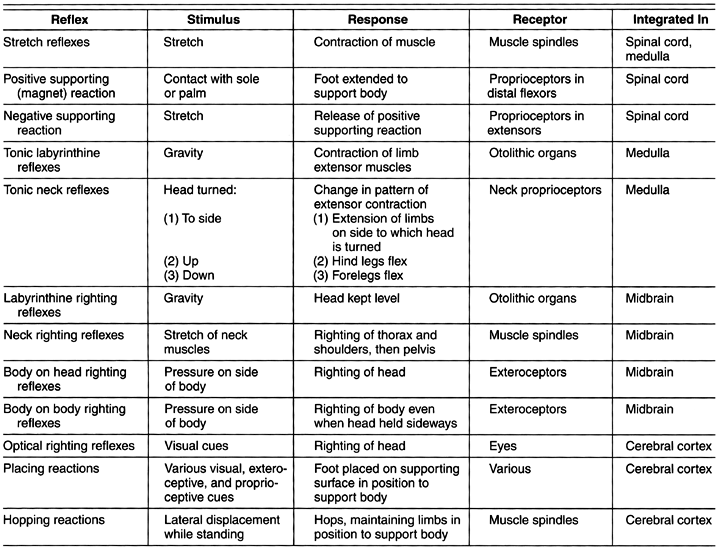 Reflex Stimulus Response Receptor Integrated In
Stretch reflexes Stretch Contraction of muscle Muscle spindles Spinal cord,
medulla
Positive supporting Contact with sole Foot extended to Proprioceptors in Spinal cord
(magnet) reaction or palm support body distal flexors
Negative supporting Stretch Release of positive Proprioceptors in Spinal cord
reaction supporting reaction extensors
Tonic labyrinthine Gravity Contraction of limb Otolithic organs Medulla
reflexes extensor muscles
Tonic neck reflexes Head turned: Change in pattern of Neck proprioceptors Medulla
extensor contraction
(1) To side (1) Extension of limbs
on side to which head
is turned
(2) Up (2) Hind legs flex
(3) Down (3) Forelegs flex
Labyrinthine righting Gravity Head kept level Otolithic organs Midbrain
reflexes
Neck righting reflexes Stretch of neck Righting of thorax and Muscle spindles Midbrain
muscles shoulders, then pelvis
Body on head righting Pressure on side Righting of head Exteroceptors Midbrain
reflexes of body
Body on body righting Pressure on side Righting of body even Exteroceptors Midbrain
reflexes of body when head held sideways
Optical righting reflexes Visual cues Righting of head Eyes Cerebral cortex
Placing reactions Various visual, extero- Foot placed on supporting Various Cerebral cortex
ceptive, and proprio- surface in position to
ceptive cues support body
Hopping reactions Lateral displacement Hops, maintaining limbs in Muscle spindles Cerebral cortex
while standing position to support body